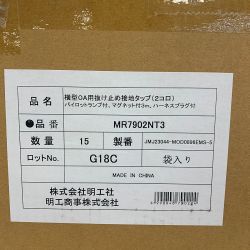 品名 横型OA用抜け止め接地タップ(2コロ)
パイロットランプ付、マグネット付3m、ハーネスプラグ付
●品番 MR7902NT3
数量 15 製番 JMJ23044-MODD0896EMS-5
ロットNo. G18C 袋入り
MADE IN CHINA
株式会社明工社
明工商事株式会社